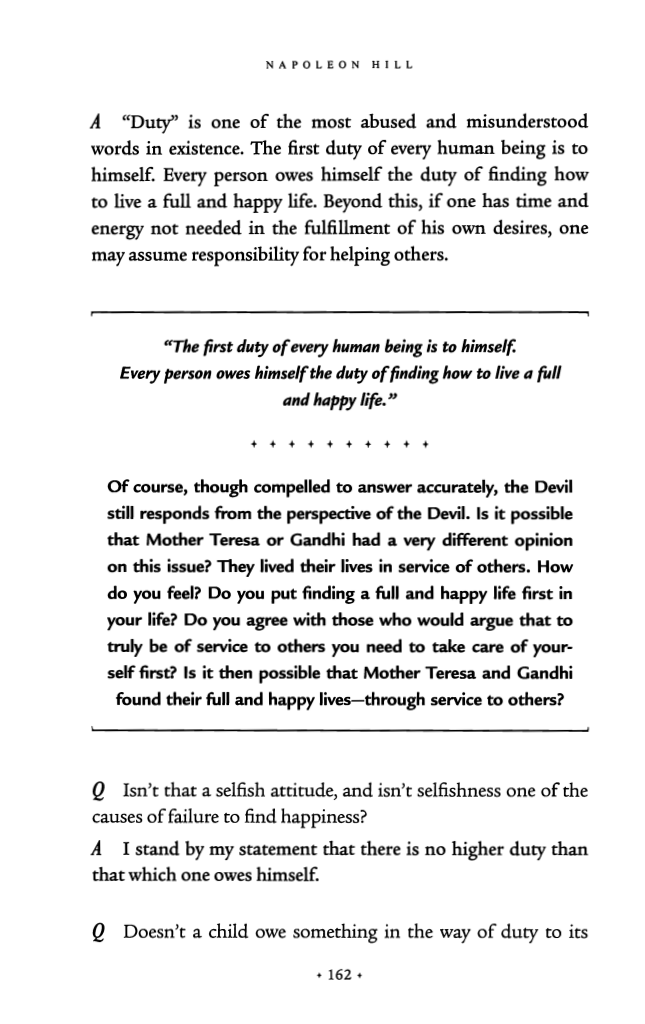 NAPOLEON HILL
A "Duty" is one of the most abused and misunderstood
words in existence. The first duty of every human being is to
himself. Every person owes himself the duty of finding how
to live a full and happy life. Beyond this, if one has time and
energy not needed in the fulfillment of his own desires, one
may assume responsibility for helping others.
"The first duty of every human being is to himself.
Every person owes himself the duty of finding how to live a full
and happy life."
Of course, though compelled to answer accurately, the Devil
still responds from the perspective of the Devil. Is it possible
that Mother Teresa or Gandhi had a very different opinion
on this issue? They lived their lives in service of others. How
do you feel? Do you put finding a full and happy life first in
your life? Do you agree with those who would argue that to
truly be of service to others you need to take care of your-
self first? Is it then possible that Mother Teresa and Gandhi
found their full and happy lives—through service to others?
Q Isn't that a selfish attitude, and isn't selfishness one of the
causes of failure to find happiness?
A I stand by my statement that there is no higher duty than
that which one owes himself.
Q Doesn't a child owe something in the way of duty to its
+ 162 +